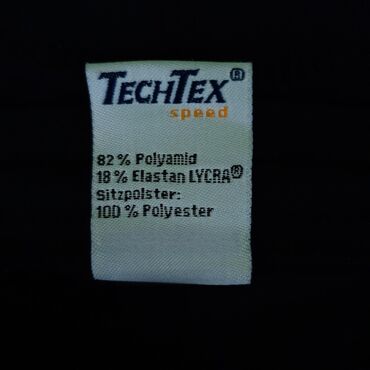 TECHTEX®
speed
82 % Polyamid
18 % Elastan LYCRA®
Sitzpolster:
100 % Polyester